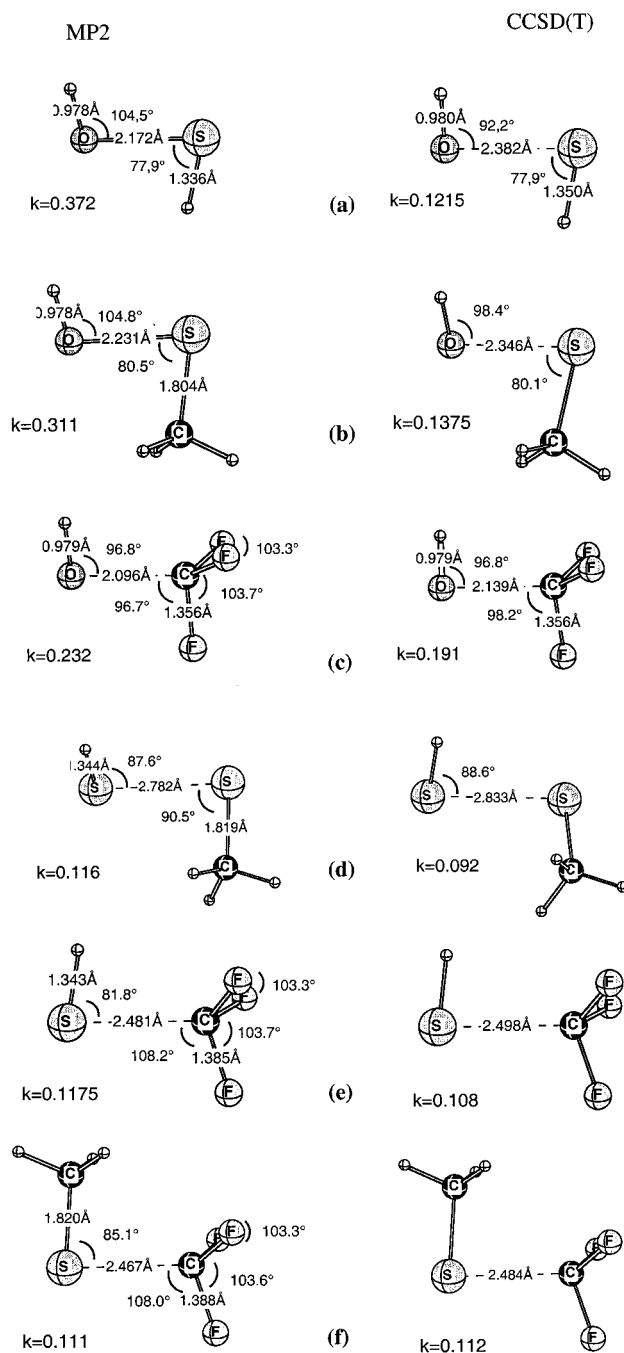 MP2 CCSD(T)
0.978Å 104,5° 0.980Å 92,2°
O 2.172Å S O 2.382Å S
77,9° 1.336Å 77,9° 1.350Å
k=0.372 (a) k=0.1215
0.978Å 104.8° 98.4°
O 2.231Å S O 2.346Å S
80.5° 1.804Å 80.1°
k=0.311 C (b) k=0.1375 C
0.979Å 96.8° F F 103.3° 0.979Å 96.8° F F
O 2.096Å C 103.7° O 2.139Å C
96.7° 1.356Å 98.2° 1.356Å
k=0.232 F (c) k=0.191 F
1.344Å 87.6° 88.6°
S 2.782Å S S 2.833Å S
90.5° 1.819Å
k=0.116 C (d) k=0.092 C
1.343Å 81.8° F F 103.3° F F
S 2.481Å C 103.7° S 2.498Å C
108.2° 1.385Å
k=0.1175 F (e) k=0.108 F
C C
1.820Å 85.1° F F 103.3° F F
S 2.467Å C 103.6° S 2.484Å C
108.0° 1.388Å
k=0.111 F (f) k=0.112 F